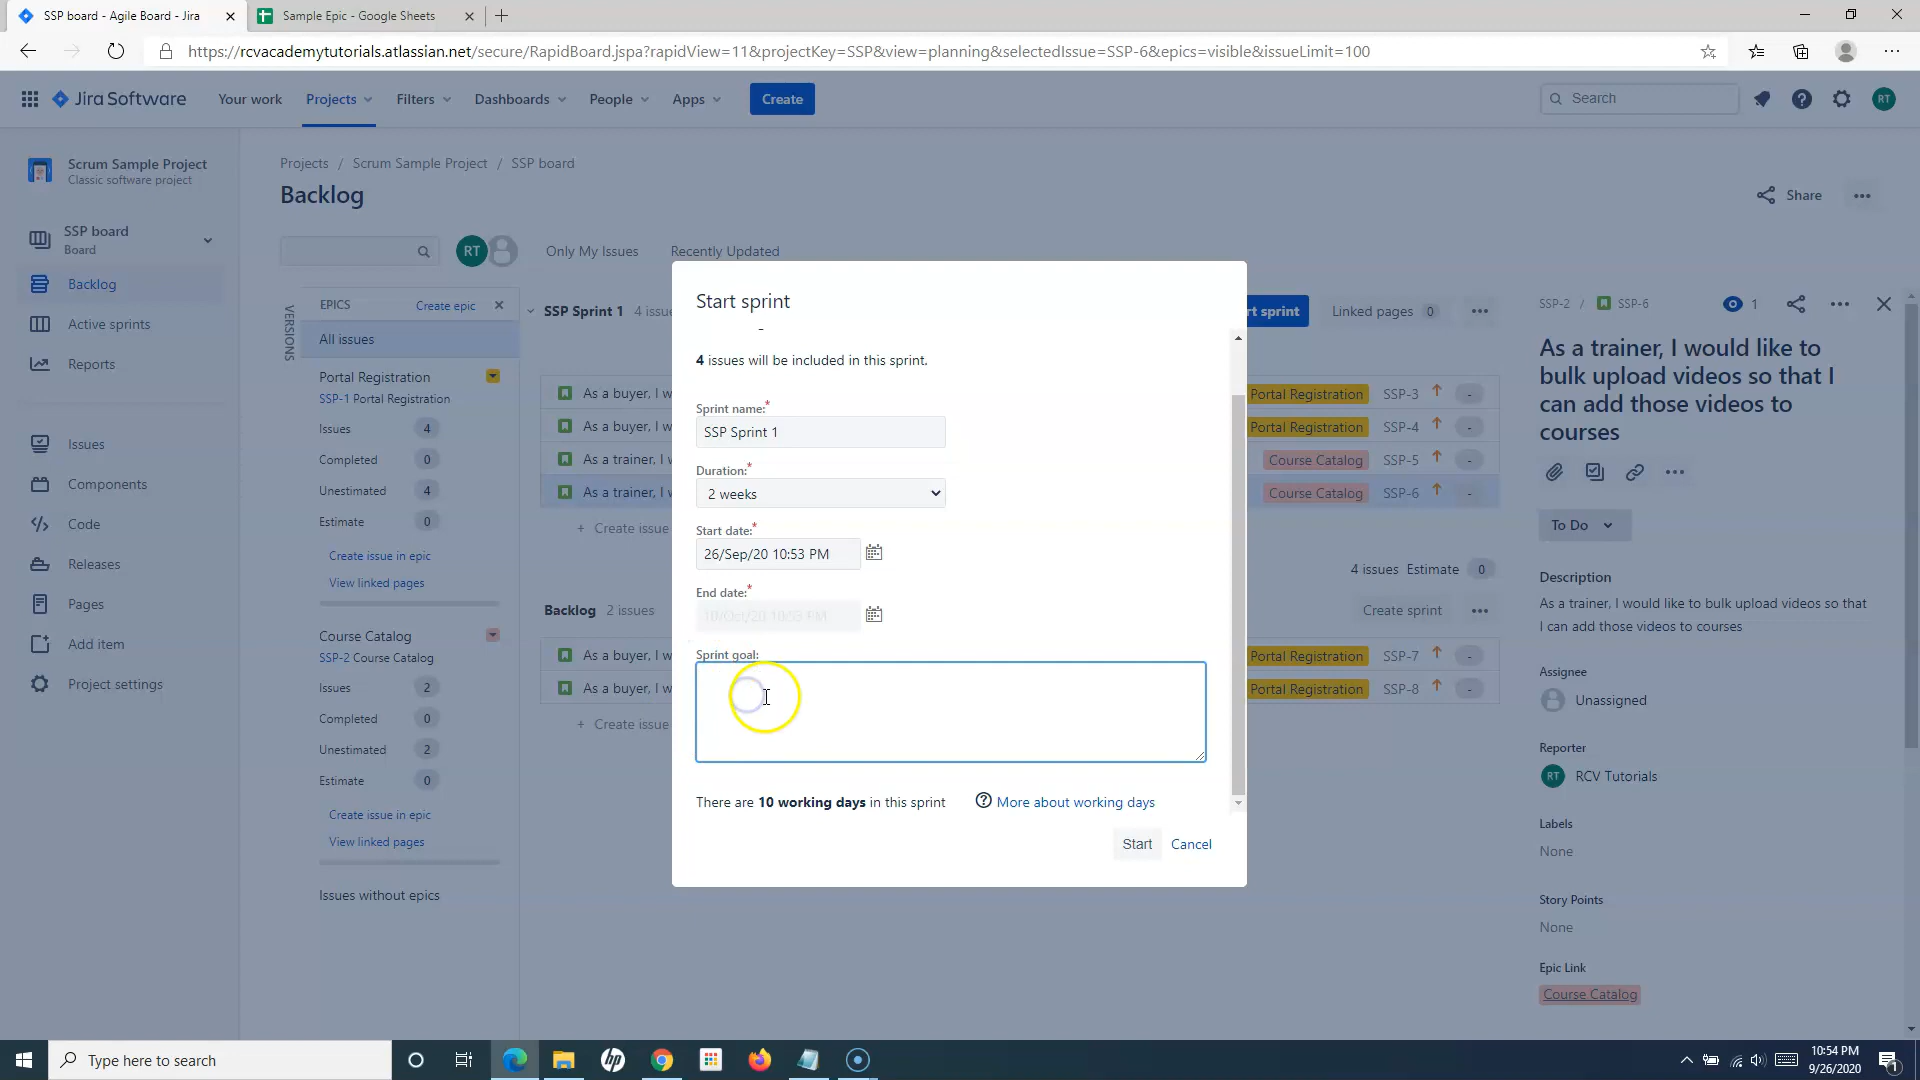 SSP board - Agile Board - Jira
Sample Epic - Google Sheets
https://rcvacademytutorials.atlassian.net/secure/RapidBoard.jspa?rapidView=11&projectKey=SSP&view=planning&selectedIssue=SSP-6&epics=visible&issueLimit=100
Jira Software Your work Projects Filters Dashboards People Apps Create
Search
RT
Scrum Sample Project
Classic software project
SSP board
Board
Backlog
Active sprints
Reports
Issues
Components
Code
Releases
Pages
Add item
Project settings
Projects / Scrum Sample Project / SSP board
Backlog
Share
RT
Only My Issues
Recently Updated
VERSIONS
EPICS Create epic
All issues
Portal Registration
SSP-1 Portal Registration
Issues 4
Completed 0
Unestimated 4
Estimate 0
Create issue in epic
View linked pages
Course Catalog
SSP-2 Course Catalog
Issues 2
Completed 0
Unestimated 2
Estimate 0
Create issue in epic
View linked pages
Issues without epics
SSP Sprint 1 4 issue
rt sprint
Linked pages 0
As a buyer, I w
Portal Registration SSP-3 -
As a buyer, I w
Portal Registration SSP-4 -
As a trainer, I w
Course Catalog SSP-5 -
As a trainer, I w
Course Catalog SSP-6 -
+ Create issue
4 issues Estimate 0
Backlog 2 issues
Create sprint
As a buyer, I w
Portal Registration SSP-7 -
As a buyer, I w
Portal Registration SSP-8 -
+ Create issue
Start sprint
4 issues will be included in this sprint.
Sprint name:*
SSP Sprint 1
Duration:*
2 weeks
Start date:*
26/Sep/20 10:53 PM
End date:*
10/Oct/20 10:53 PM
Sprint goal:
There are 10 working days in this sprint
More about working days
Start Cancel
SSP-2 / SSP-6
1
As a trainer, I would like to
bulk upload videos so that I
can add those videos to
courses
To Do
Description
As a trainer, I would like to bulk upload videos so that
I can add those videos to courses
Assignee
Unassigned
Reporter
RT RCV Tutorials
Labels
None
Story Points
None
Epic Link
Course Catalog
Type here to search
hp
10:54 PM
9/26/2020
1